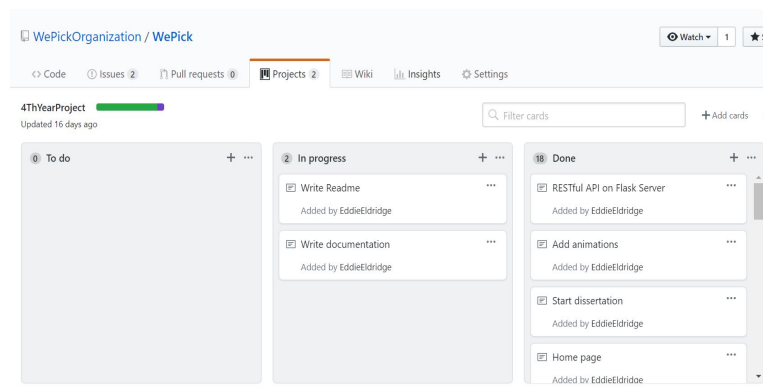 WePickOrganization / WePick
Watch 1
Code Issues 2 Pull requests 0 Projects 2 Wiki Insights Settings
4ThYearProject
Updated 16 days ago
Filter cards
+ Add cards
0 To do + ...
2 In progress + ...
Write Readme ...
Added by EddieEldridge
Write documentation ...
Added by EddieEldridge
18 Done + ...
RESTful API on Flask Server ...
Added by EddieEldridge
Add animations ...
Added by EddieEldridge
Start dissertation ...
Added by EddieEldridge
Home page ...
Added by EddieEldridge